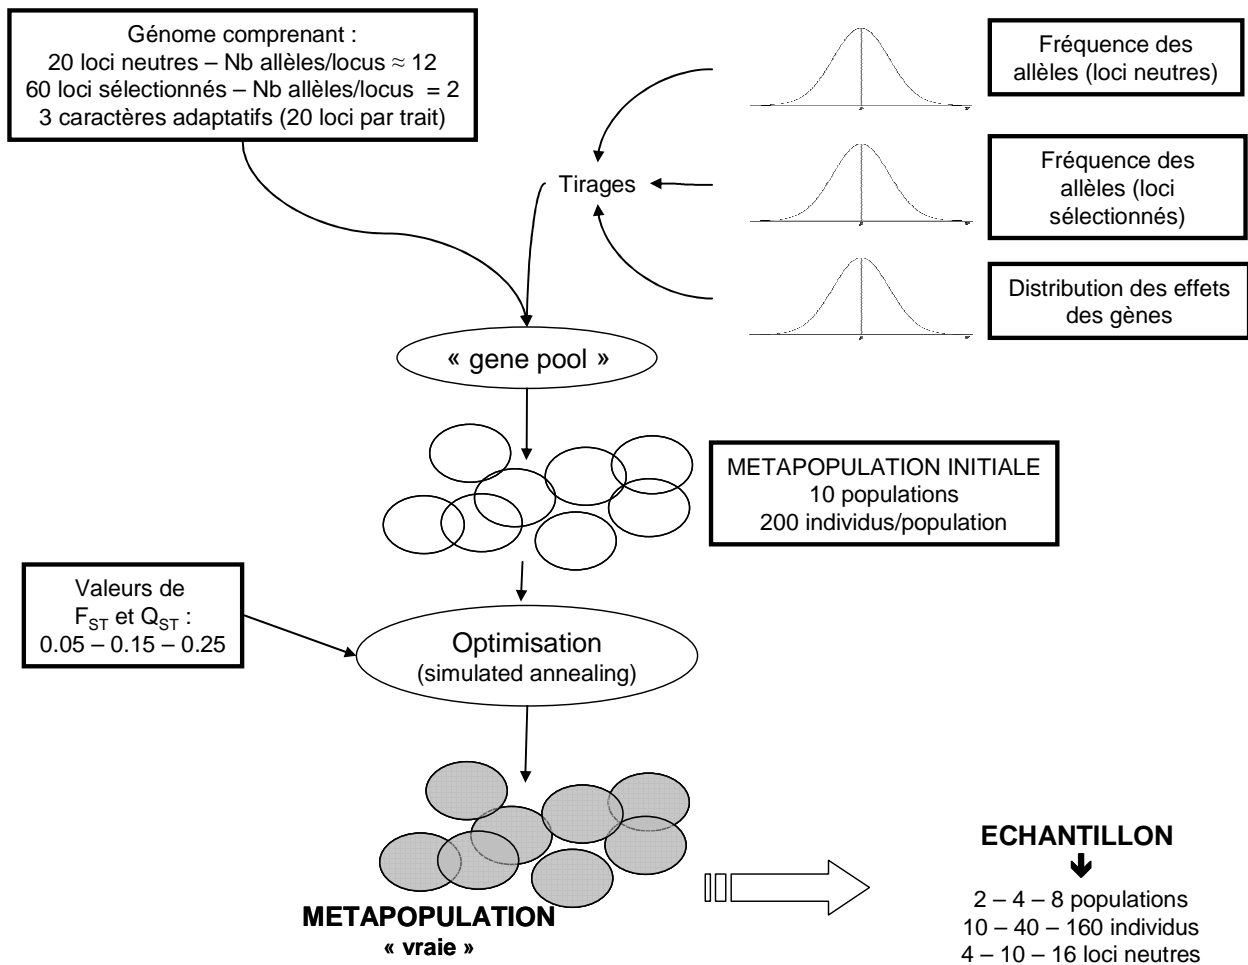 Génome comprenant :
20 loci neutres – Nb allèles/locus ≈ 12
60 loci sélectionnés – Nb allèles/locus = 2
3 caractères adaptatifs (20 loci par trait)
Fréquence des
allèles (loci neutres)
Tirages
Fréquence des
allèles (loci
sélectionnés)
Distribution des effets
des gènes
« gene pool »
METAPOPULATION INITIALE
10 populations
200 individus/population
Valeurs de
FST et QST :
0.05 – 0.15 – 0.25
Optimisation
(simulated annealing)
METAPOPULATION
« vraie »
ECHANTILLON
2 – 4 – 8 populations
10 – 40 – 160 individus
4 – 10 – 16 loci neutres